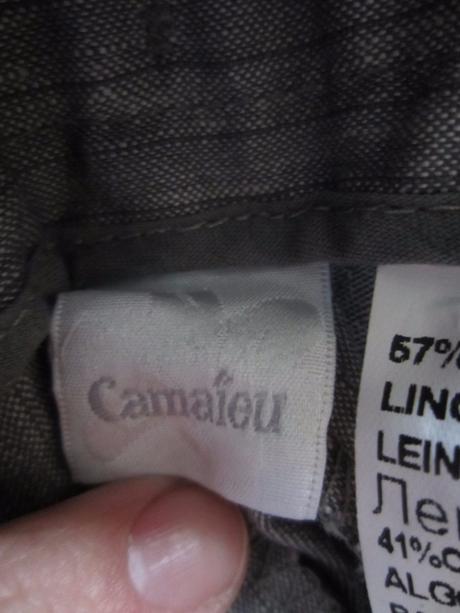 Camaïeu
57%
LINO
LEIN
Лен
41%
ALGO